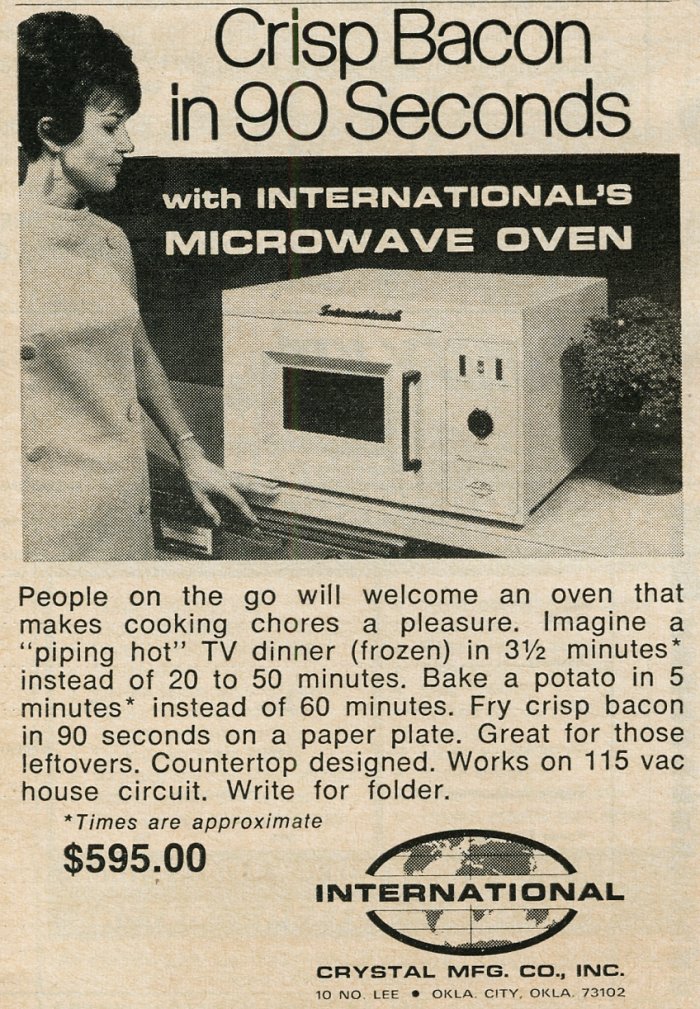 Crisp Bacon
in 90 Seconds
with INTERNATIONAL'S
MICROWAVE OVEN
International
People on the go will welcome an oven that
makes cooking chores a pleasure. Imagine a
“piping hot” TV dinner (frozen) in 3½ minutes*
instead of 20 to 50 minutes. Bake a potato in 5
minutes* instead of 60 minutes. Fry crisp bacon
in 90 seconds on a paper plate. Great for those
leftovers. Countertop designed. Works on 115 vac
house circuit. Write for folder.
*Times are approximate
$595.00
INTERNATIONAL
CRYSTAL MFG. CO., INC.
10 NO. LEE • OKLA. CITY, OKLA. 73102